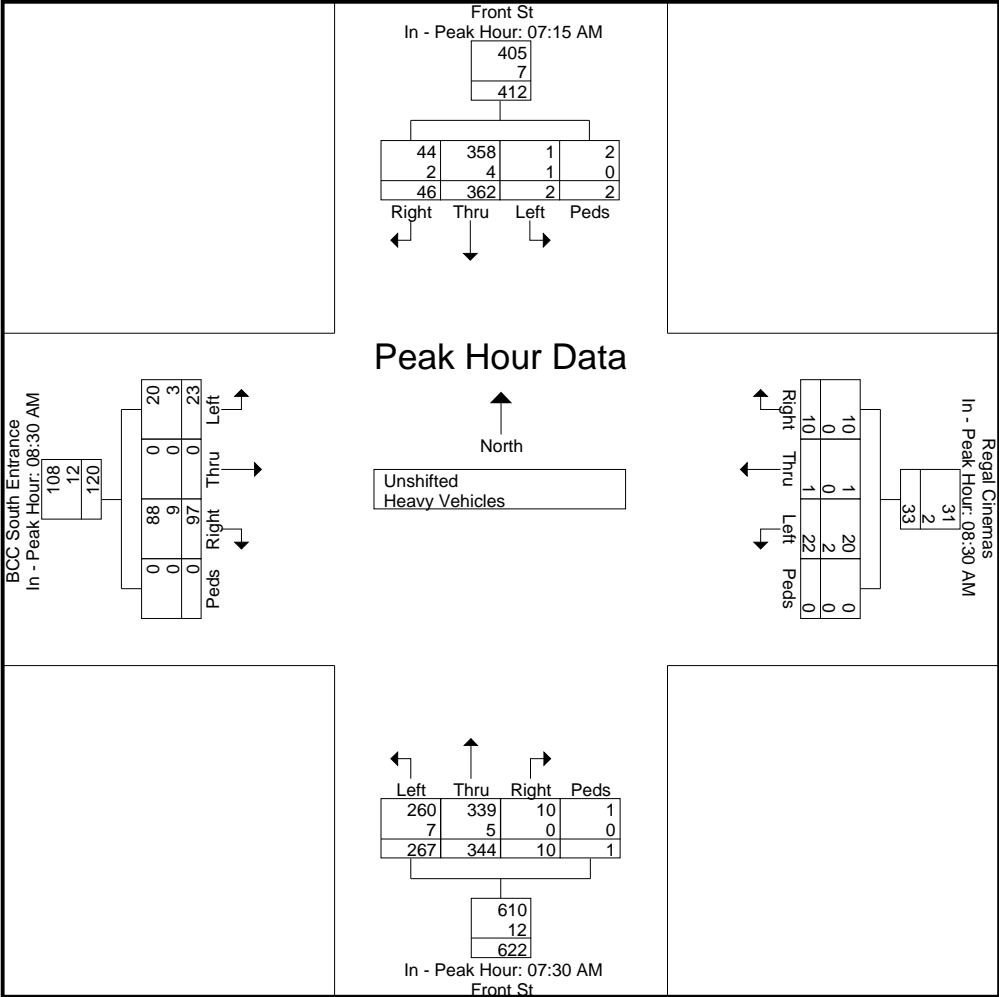 Front St
In - Peak Hour: 07:15 AM
405
7
412
44 358 1 2
2 4 1 0
46 362 2 2
Right Thru Left Peds
Peak Hour Data
North
Unshifted
Heavy Vehicles
BCC South Entrance
In - Peak Hour: 08:30 AM
108
12
120
20 0 88 0
3 0 9 0
23 0 97 0
Left Thru Right Peds
Regal Cinemas
In - Peak Hour: 08:30 AM
31
2
33
10 1 20 0
0 0 2 0
10 1 22 0
Right Thru Left Peds
Left Thru Right Peds
260 339 10 1
7 5 0 0
267 344 10 1
610
12
622
In - Peak Hour: 07:30 AM
Front St